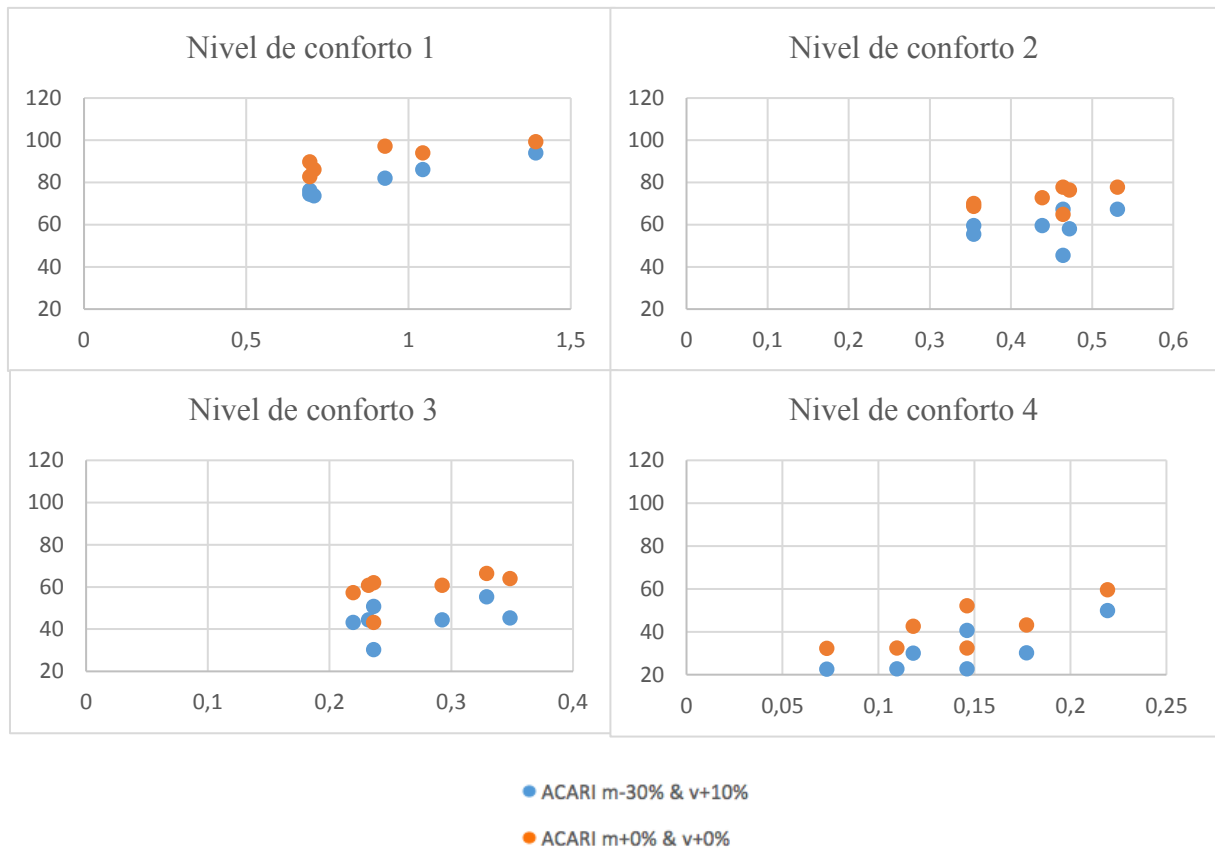 Nivel de conforto 1
120
100
80
60
40
20
0 0,5 1 1,5
Nivel de conforto 2
120
100
80
60
40
20
0 0,1 0,2 0,3 0,4 0,5 0,6
Nivel de conforto 3
120
100
80
60
40
20
0 0,1 0,2 0,3 0,4
Nivel de conforto 4
120
100
80
60
40
20
0 0,05 0,1 0,15 0,2 0,25
ACARI m-30% & v+10%
ACARI m+0% & v+0%